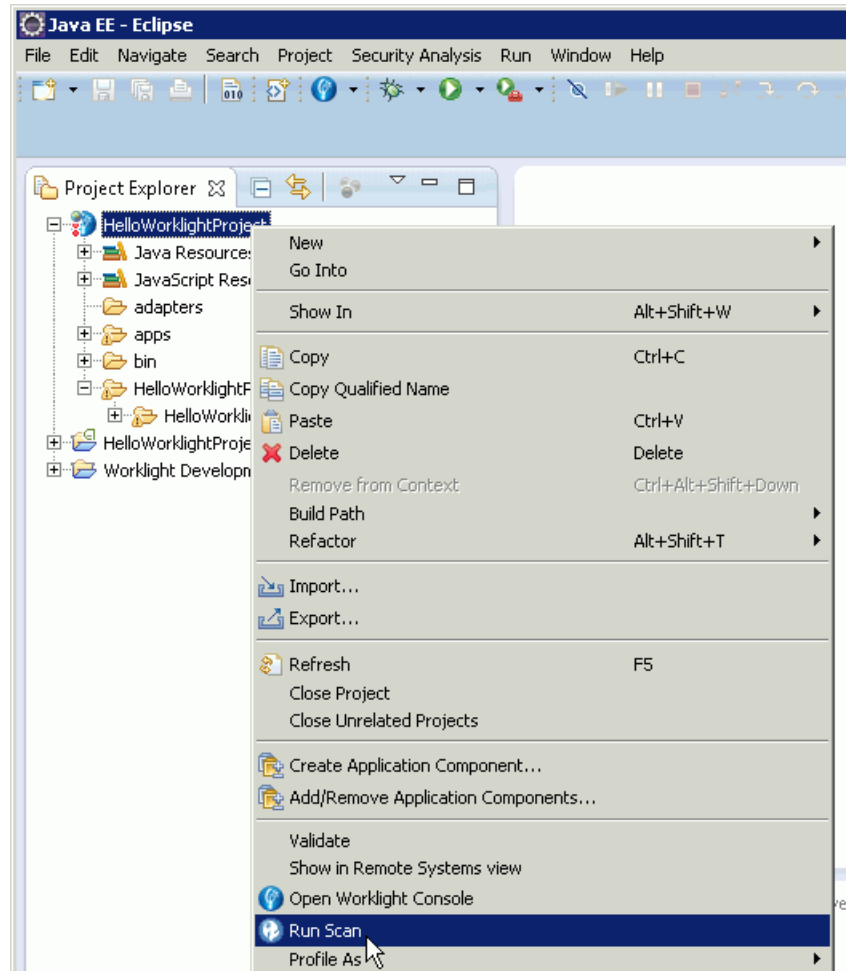 Java EE - Eclipse
File Edit Navigate Search Project Security Analysis Run Window Help
010
Project Explorer
HelloWorklightProject
Java Resources
JavaScript Res
adapters
apps
bin
HelloWorklightP
HelloWorkli
HelloWorklightProje
Worklight Developm
New
Go Into
Show In Alt+Shift+W
Copy Ctrl+C
Copy Qualified Name
Paste Ctrl+V
Delete Delete
Remove from Context Ctrl+Alt+Shift+Down
Build Path
Refactor Alt+Shift+T
Import...
Export...
Refresh F5
Close Project
Close Unrelated Projects
Create Application Component...
Add/Remove Application Components...
Validate
Show in Remote Systems view
Open Worklight Console
Run Scan
Profile As